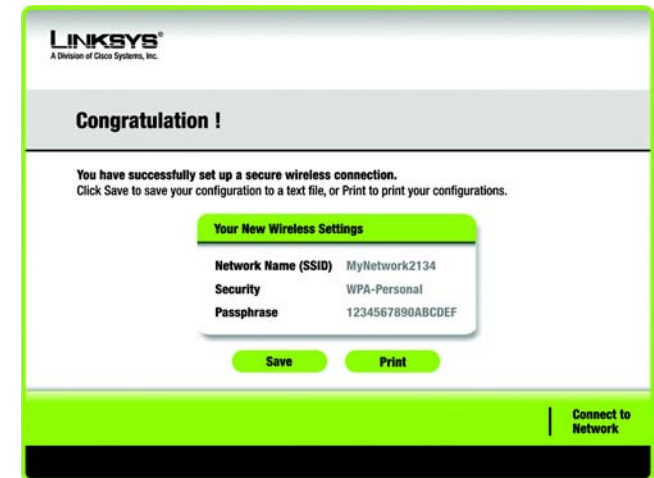 LINKSYS®
A Division of Cisco Systems, Inc.
Congratulation !
You have successfully set up a secure wireless connection.
Click Save to save your configuration to a text file, or Print to print your configurations.
Your New Wireless Settings
Network Name (SSID) MyNetwork2134
Security WPA-Personal
Passphrase 1234567890ABCDEF
Save Print
Connect to
Network